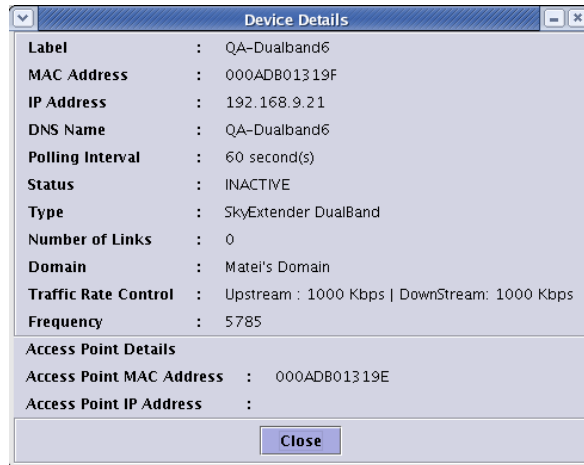 Device Details
Label : QA-Dualband6
MAC Address : 000ADB01319F
IP Address : 192.168.9.21
DNS Name : QA-Dualband6
Polling Interval : 60 second(s)
Status : INACTIVE
Type : SkyExtender DualBand
Number of Links : 0
Domain : Matei's Domain
Traffic Rate Control : Upstream : 1000 Kbps | DownStream: 1000 Kbps
Frequency : 5785
Access Point Details
Access Point MAC Address : 000ADB01319E
Access Point IP Address :
Close